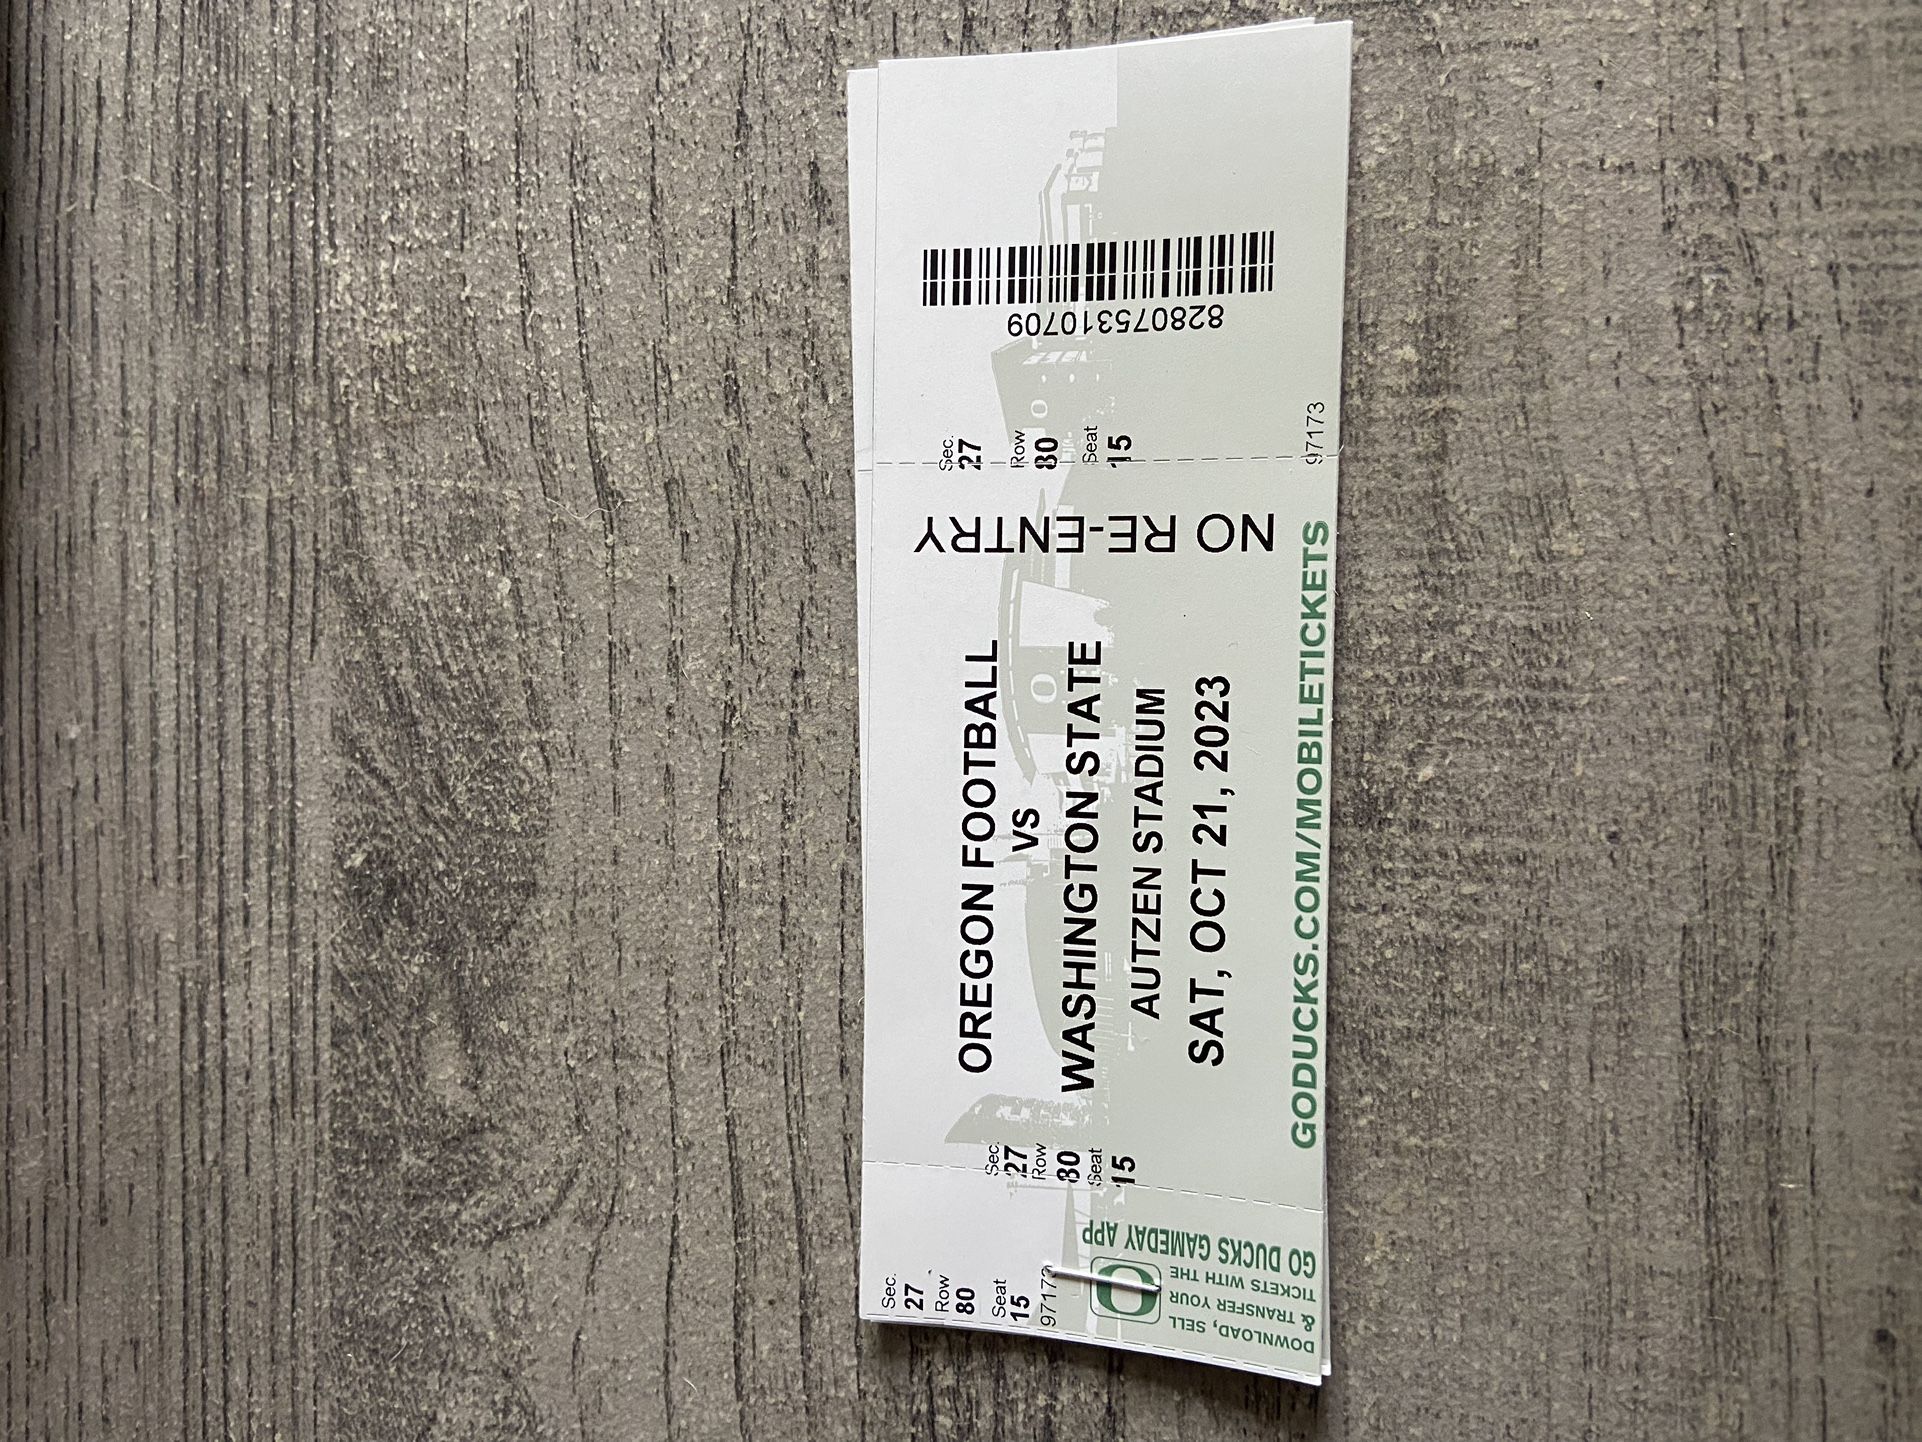 Sec.
27
Row
80
Seat
15
97173
DOWNLOAD, SELL
& TRANSFER YOUR
TICKETS WITH THE
GO DUCKS GAMEDAY APP
O
Sec.
27
Row
80
Seat
15
OREGON FOOTBALL
VS
WASHINGTON STATE
AUTZEN STADIUM
SAT, OCT 21, 2023
GODUCKS.COM/MOBILETICKETS
NO RE-ENTRY
O
Sec.
27
Row
80
Seat
15
97173
O
828075310709